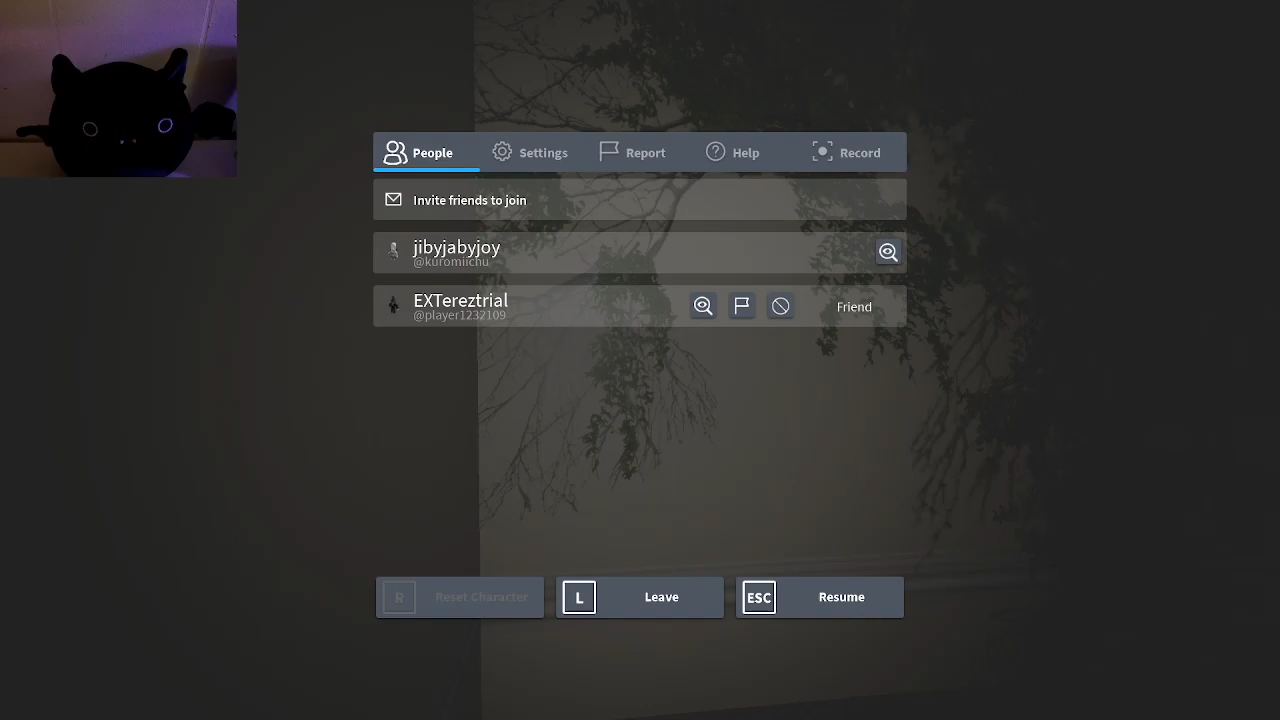 People
Settings
Report
Help
Record
Invite friends to join
jibyjabyjoy
@kuromiichu
EXTereztrial
@player1232109
Friend
R Reset Character
L Leave
ESC Resume